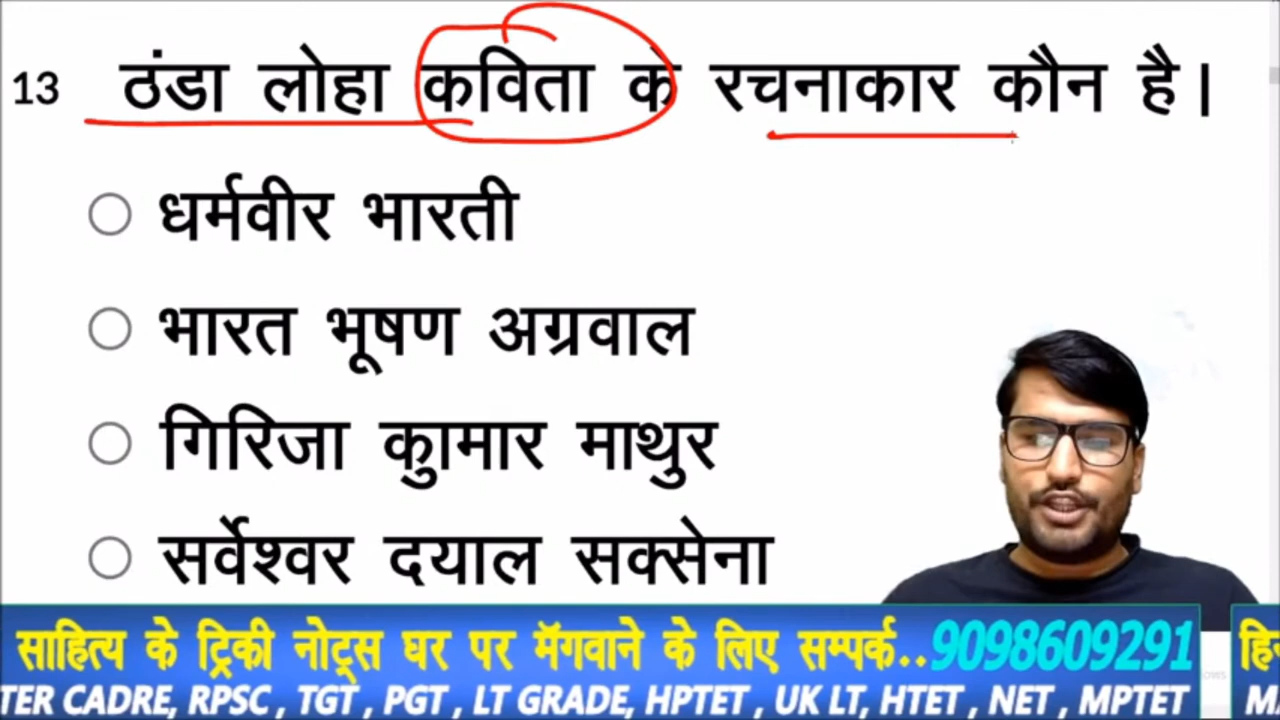 13 ठंडा लोहा कविता के रचनाकार कौन है।
धर्मवीर भारती
भारत भूषण अग्रवाल
गिरिजा कुामार माथुर
सर्वेश्वर दयाल सक्सेना
साहित्य के ट्रिकी नोट्स घर पर मॅगवाने के लिए सम्पर्क..9098609291
TER CADRE, RPSC , TGT , PGT , LT GRADE, HPTET , UK LT, HTET , NET , MPTET